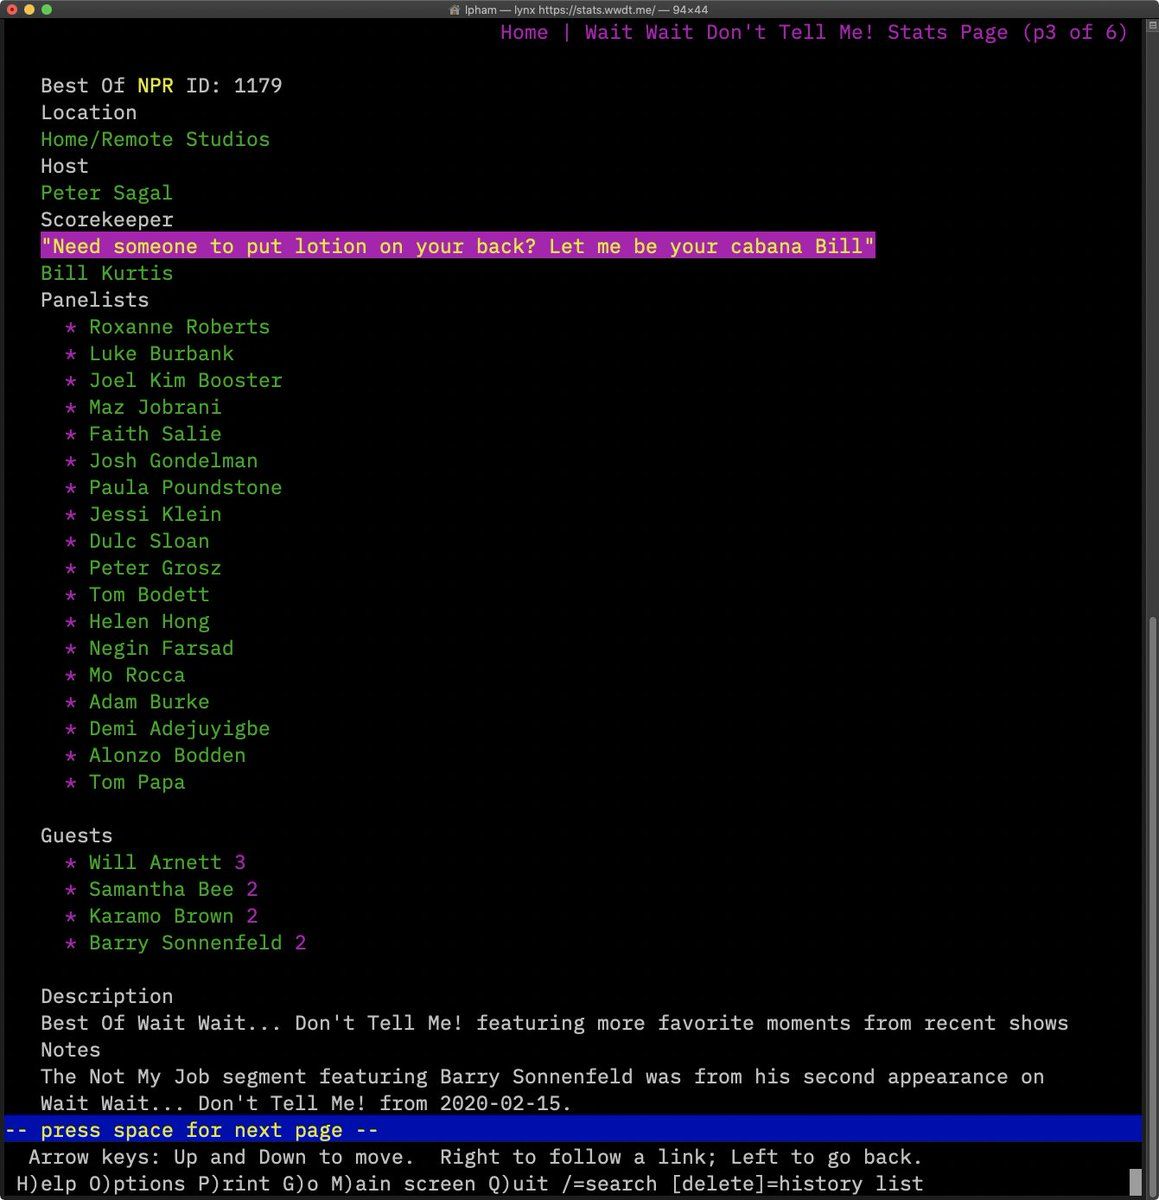 lpham — lynx https://stats.wwdt.me/ — 94×44
Home | Wait Wait Don't Tell Me! Stats Page (p3 of 6)
Best Of NPR ID: 1179
Location
Home/Remote Studios
Host
Peter Sagal
Scorekeeper
"Need someone to put lotion on your back? Let me be your cabana Bill"
Bill Kurtis
Panelists
* Roxanne Roberts
* Luke Burbank
* Joel Kim Booster
* Maz Jobrani
* Faith Salie
* Josh Gondelman
* Paula Poundstone
* Jessi Klein
* Dulc Sloan
* Peter Grosz
* Tom Bodett
* Helen Hong
* Negin Farsad
* Mo Rocca
* Adam Burke
* Demi Adejuyigbe
* Alonzo Bodden
* Tom Papa
Guests
* Will Arnett 3
* Samantha Bee 2
* Karamo Brown 2
* Barry Sonnenfeld 2
Description
Best Of Wait Wait... Don't Tell Me! featuring more favorite moments from recent shows
Notes
The Not My Job segment featuring Barry Sonnenfeld was from his second appearance on
Wait Wait... Don't Tell Me! from 2020-02-15.
-- press space for next page --
Arrow keys: Up and Down to move.  Right to follow a link; Left to go back.
H)elp O)ptions P)rint G)o M)ain screen Q)uit /=search [delete]=history list